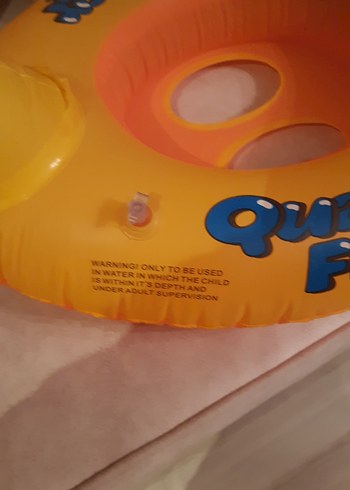 QU
F
WARNING! ONLY TO BE USED
IN WATER IN WHICH THE CHILD
IS WITHIN IT'S DEPTH AND
UNDER ADULT SUPERVISION